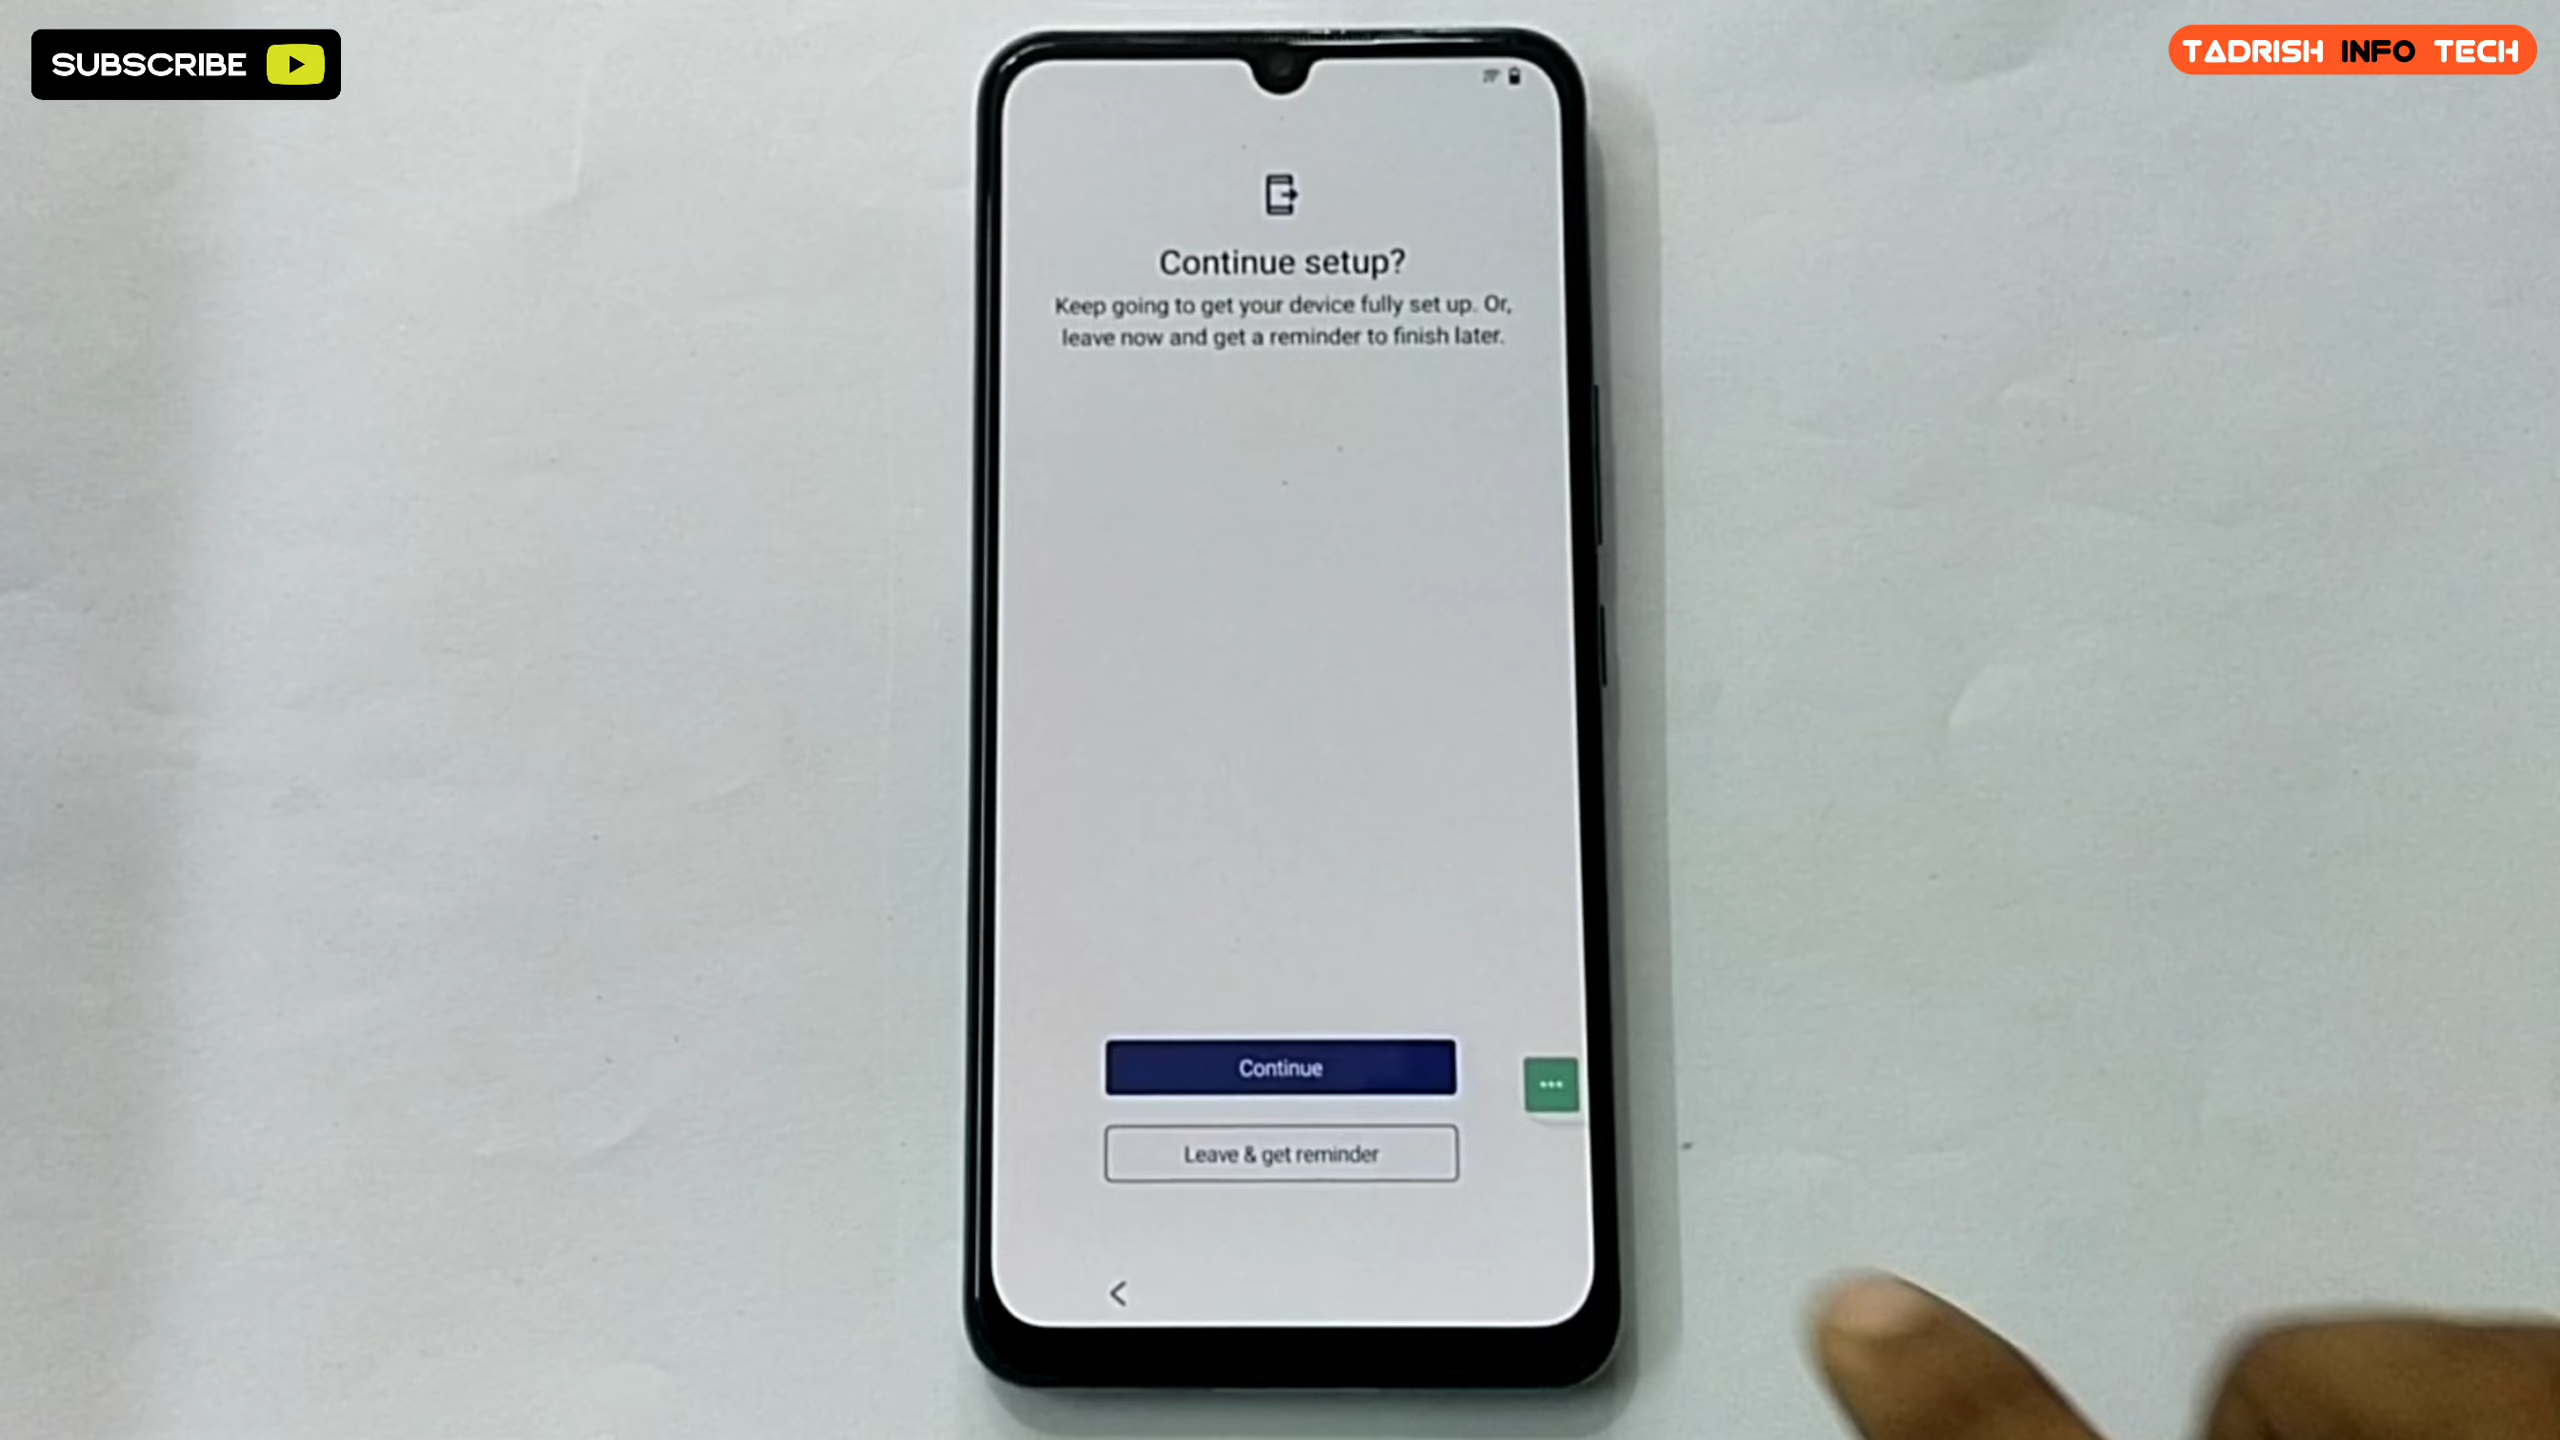 SUBSCRIBE
TADRISH INFO TECH
Continue setup?
Keep going to get your device fully set up. Or,
leave now and get a reminder to finish later.
Continue
Leave & get reminder